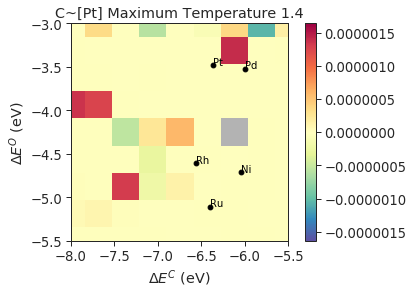 C~[Pt] Maximum Temperature 1.4
−3.0
−3.5
−4.0
−4.5
−5.0
−5.5
ΔE^O (eV)
Pt
Pd
Rh
Ni
Ru
−8.0 −7.5 −7.0 −6.5 −6.0 −5.5
ΔE^C (eV)
0.0000015
0.0000010
0.0000005
0.0000000
−0.0000005
−0.0000010
−0.0000015